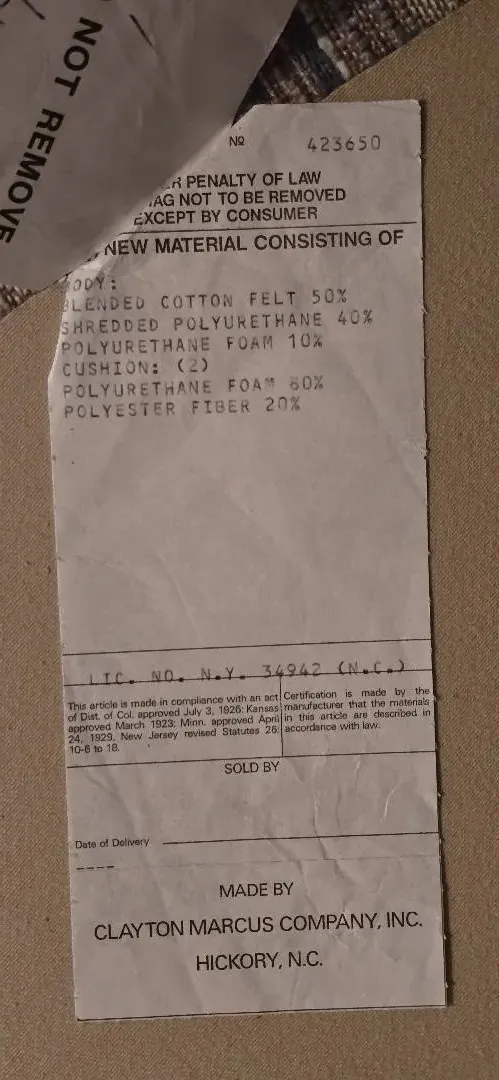 NOT REMOVE
№ 423650
PENALTY OF LAW
NOT TO BE REMOVED
EXCEPT BY CONSUMER
NEW MATERIAL CONSISTING OF
BODY:
BLENDED COTTON FELT 50%
SHREDDED POLYURETHANE 40%
POLYURETHANE FOAM 10%
CUSHION: (2)
POLYURETHANE FOAM 80%
POLYESTER FIBER 20%
LIC. NO. N.Y. 34942 (N.C.)
This article is made in compliance with an act
of Dist. of Col. approved July 3, 1926; Kansas
approved March 1923; Minn. approved April
24, 1929, New Jersey revised Statutes 26:
10-6 to 18.
Certification is made by the
manufacturer that the materials
in this article are described in
accordance with law.
SOLD BY
Date of Delivery
MADE BY
CLAYTON MARCUS COMPANY, INC.
HICKORY, N.C.